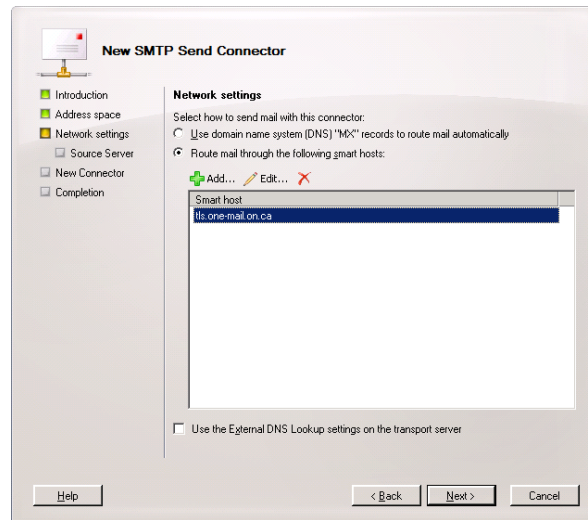 New SMTP Send Connector
Introduction
Address space
Network settings
Source Server
New Connector
Completion
Network settings
Select how to send mail with this connector:
Use domain name system (DNS) "MX" records to route mail automatically
Route mail through the following smart hosts:
Add... Edit...
Smart host
tls.one-mail.on.ca
Use the External DNS Lookup settings on the transport server
Help < Back Next > Cancel